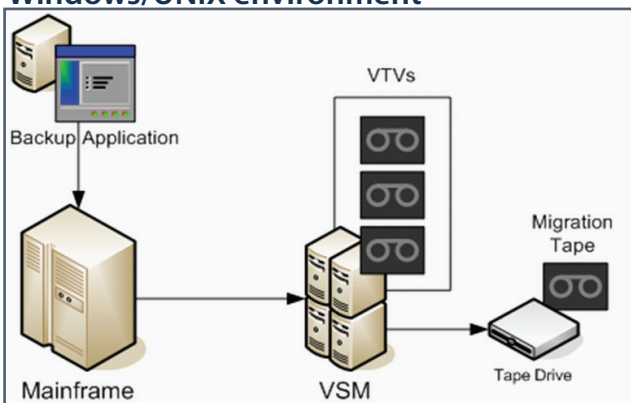 Windows/UNIX environment
VTVs
Backup Application
Migration
Tape
Tape Drive
Mainframe
VSM